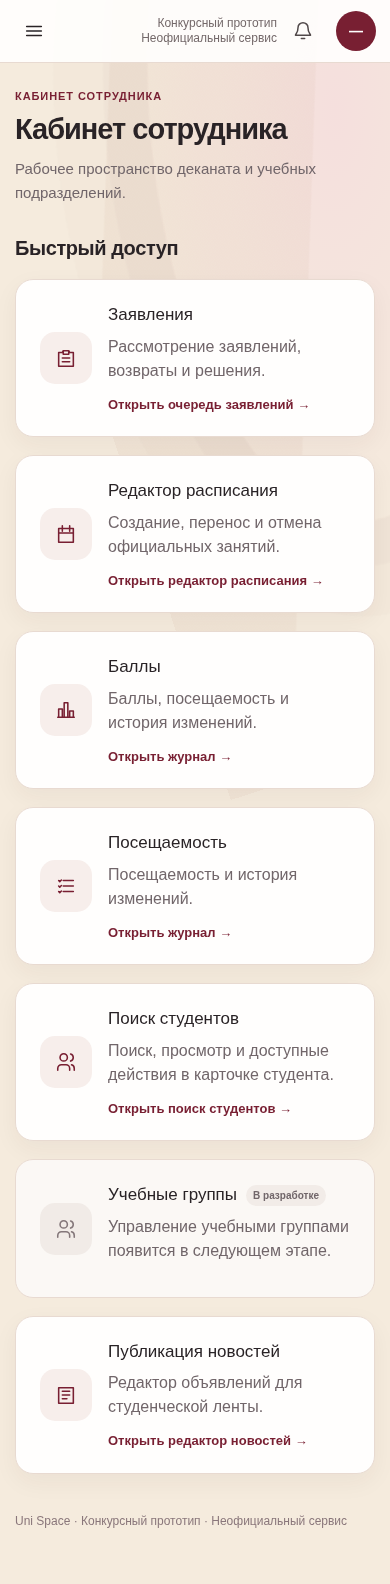 Конкурсный прототип
Неофициальный сервис
—
КАБИНЕТ СОТРУДНИКА
Кабинет сотрудника
Рабочее пространство деканата и учебных
подразделений.
Быстрый доступ
Заявления
Рассмотрение заявлений,
возвраты и решения.
Открыть очередь заявлений →
Редактор расписания
Создание, перенос и отмена
официальных занятий.
Открыть редактор расписания →
Баллы
Баллы, посещаемость и
история изменений.
Открыть журнал →
Посещаемость
Посещаемость и история
изменений.
Открыть журнал →
Поиск студентов
Поиск, просмотр и доступные
действия в карточке студента.
Открыть поиск студентов →
Учебные группы В разработке
Управление учебными группами
появится в следующем этапе.
Публикация новостей
Редактор объявлений для
студенческой ленты.
Открыть редактор новостей →
Uni Space · Конкурсный прототип · Неофициальный сервис